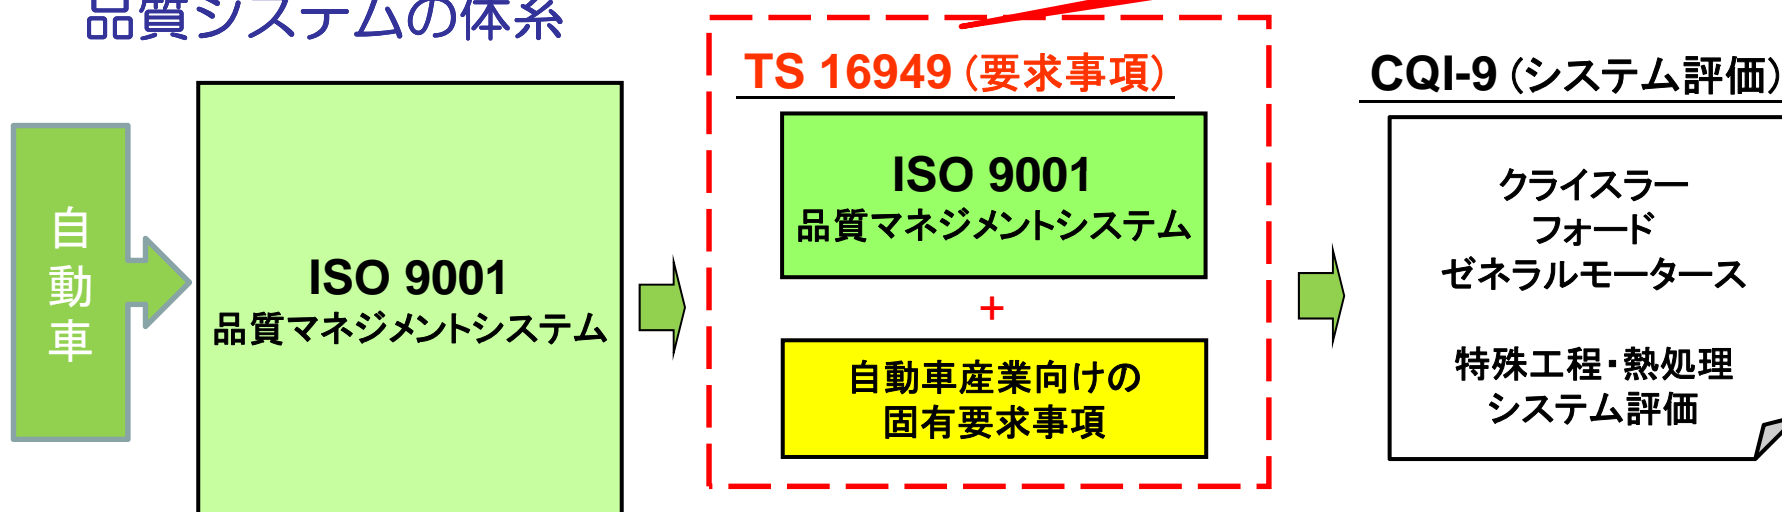 品質システムの体系
自
動
車
ISO 9001
品質マネジメントシステム
TS 16949 (要求事項)
ISO 9001
品質マネジメントシステム
+
自動車産業向けの
固有要求事項
CQI-9 (システム評価)
クライスラー
フォード
ゼネラルモータース
特殊工程・熱処理
システム評価